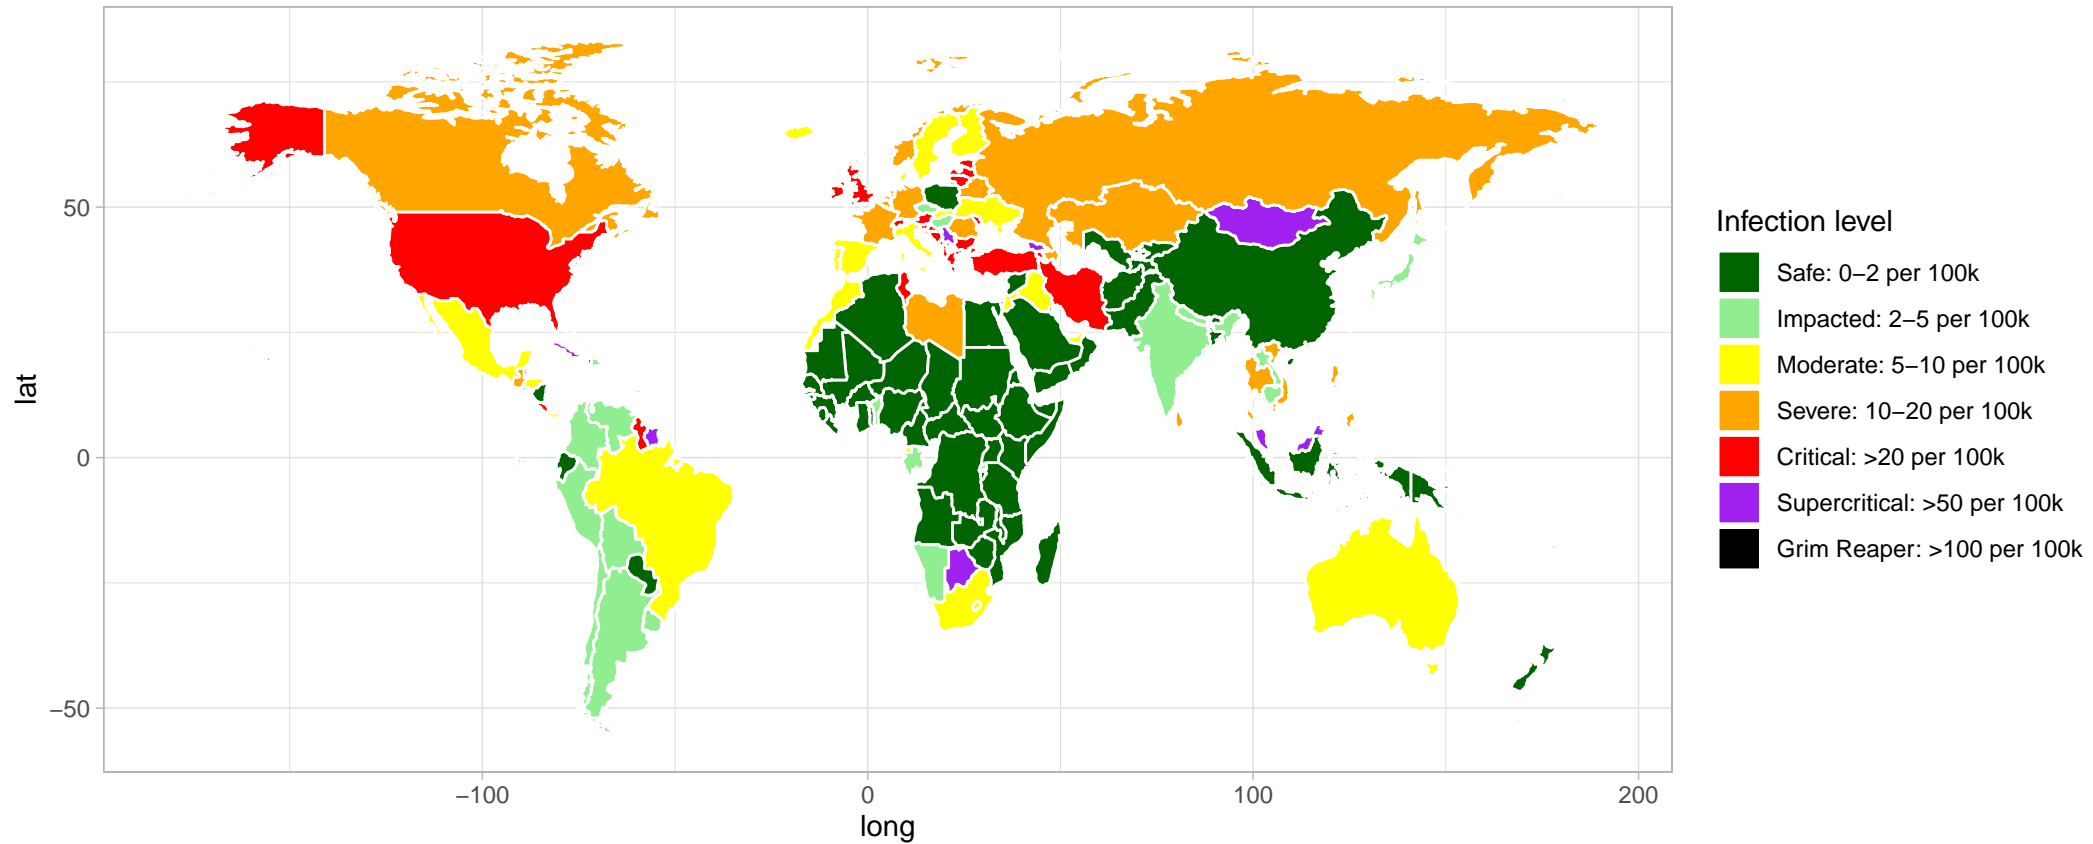 Infection level
Safe: 0–2 per 100k
Impacted: 2–5 per 100k
Moderate: 5–10 per 100k
Severe: 10–20 per 100k
Critical: >20 per 100k
Supercritical: >50 per 100k
Grim Reaper: >100 per 100k
lat
50
0
−50
−100
0
100
200
long